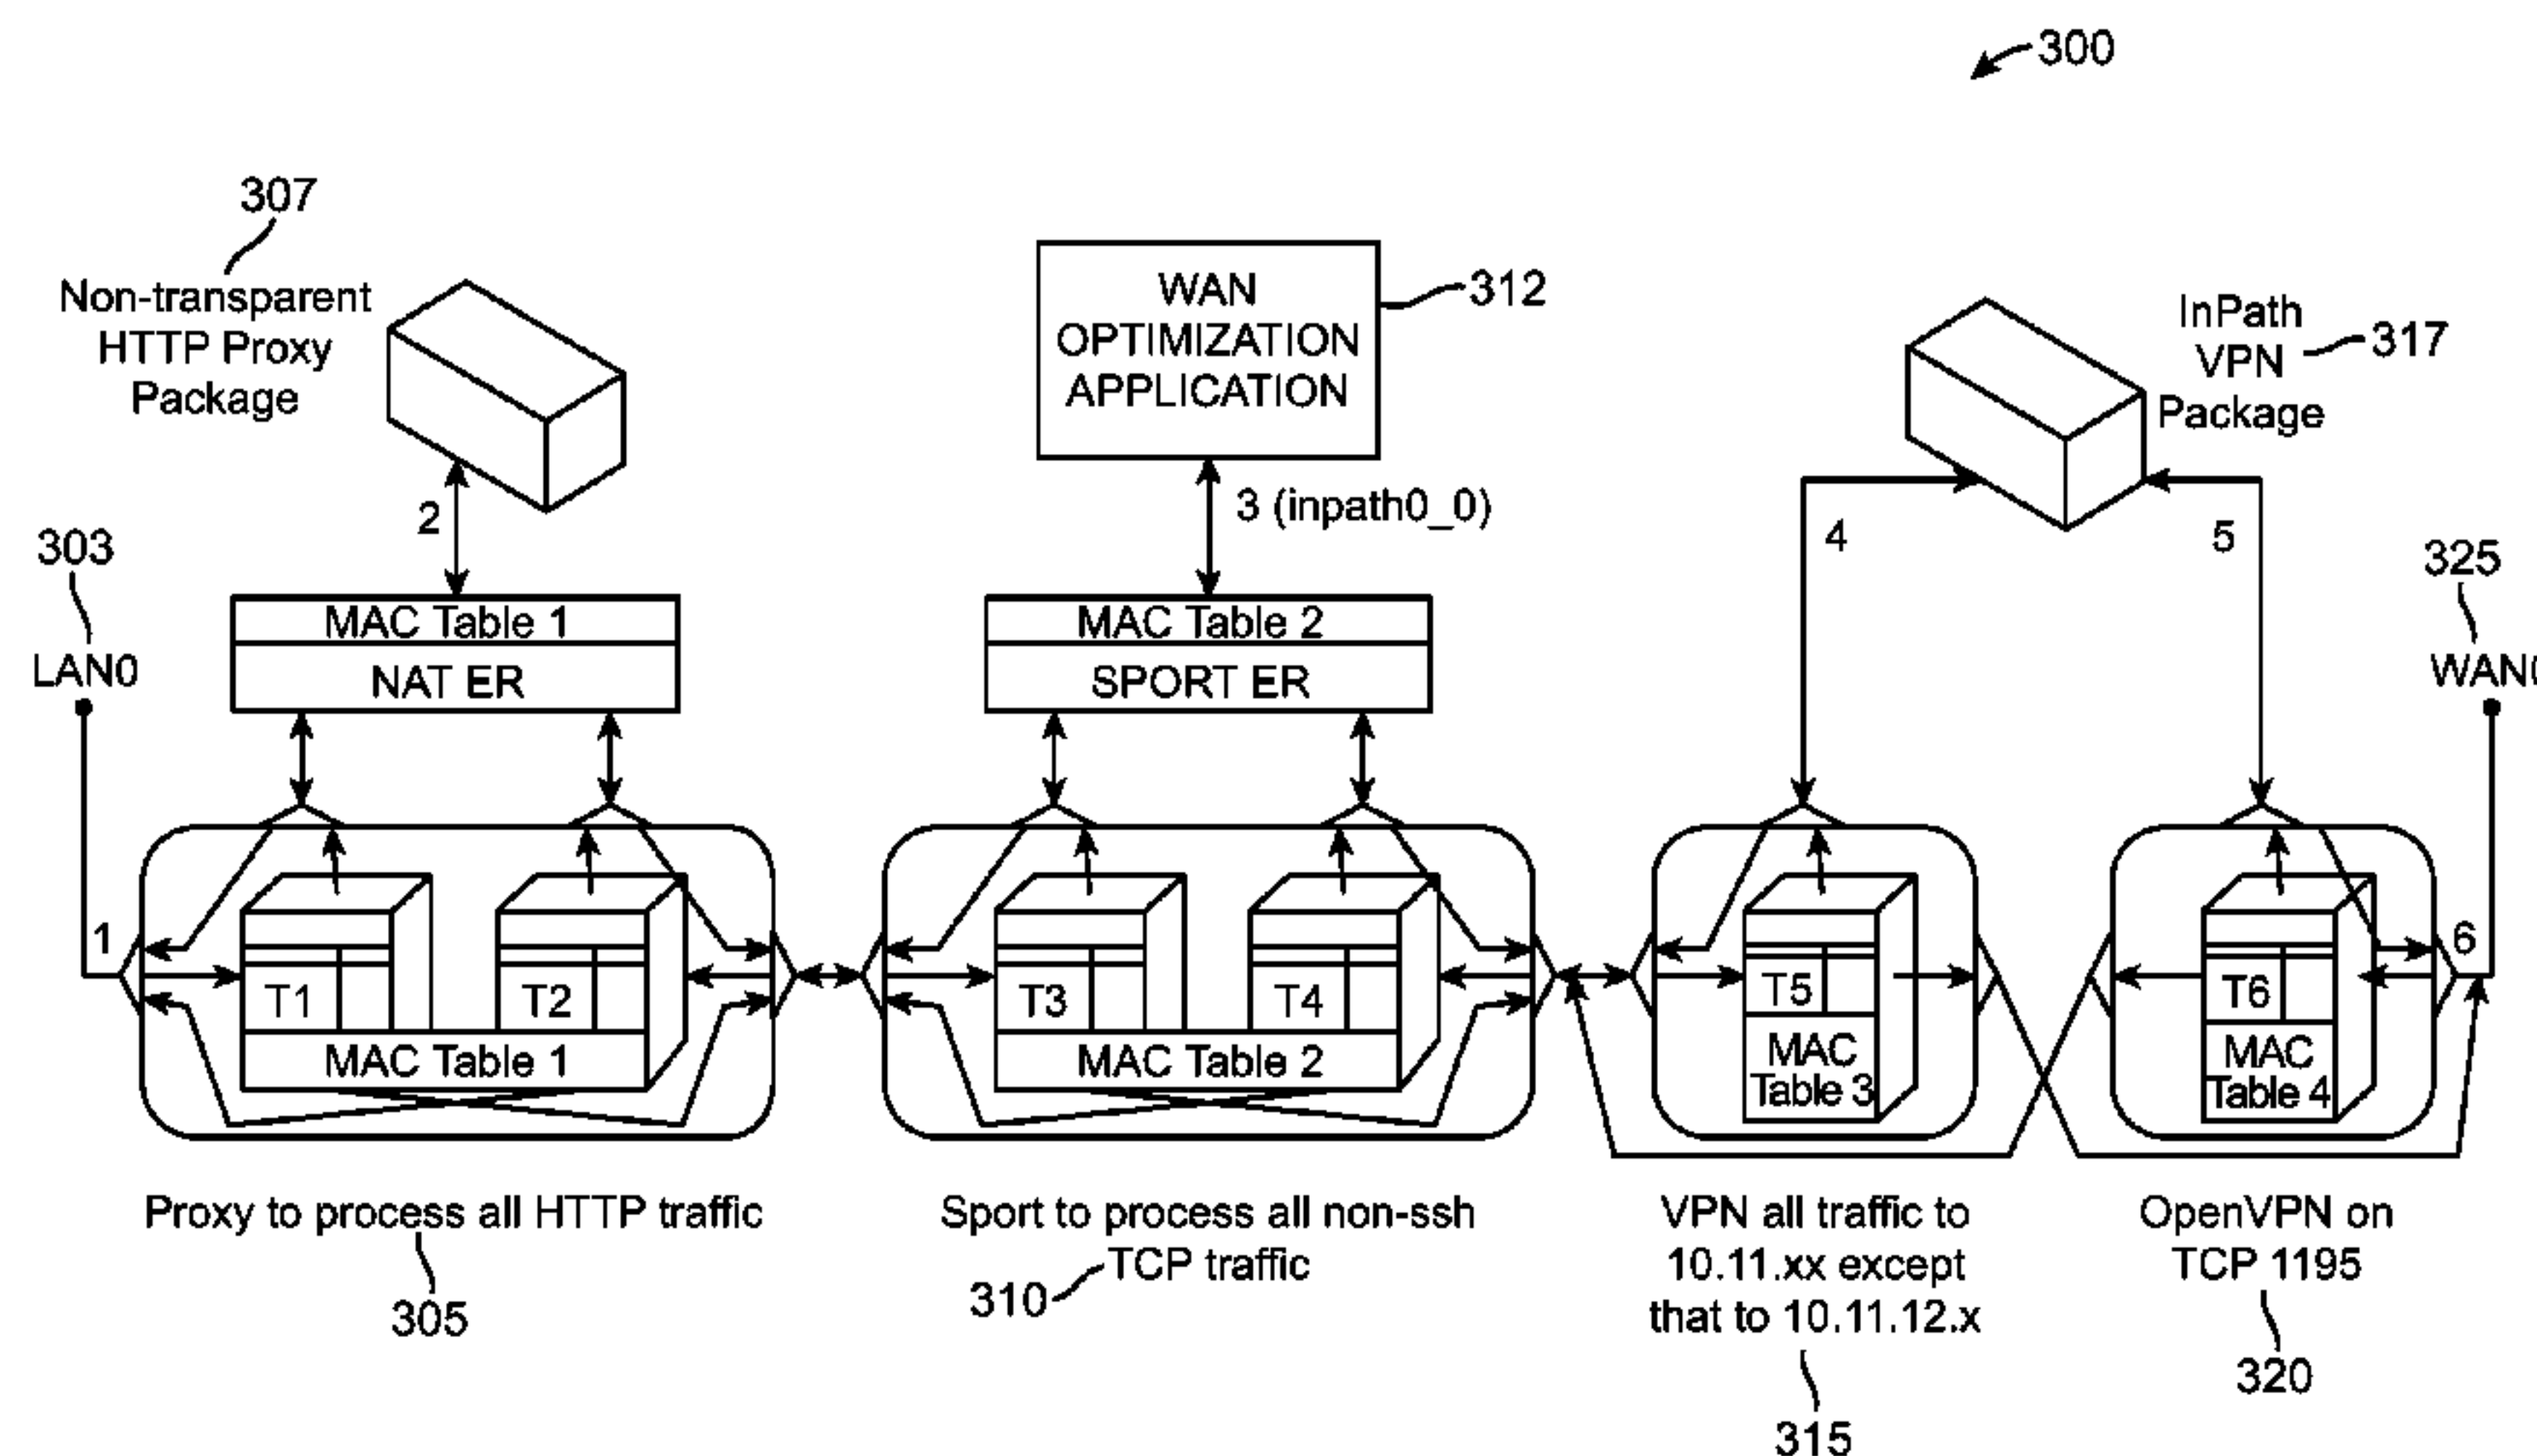 300
307
Non-transparent
HTTP Proxy
Package
WAN
OPTIMIZATION
APPLICATION
312
InPath
VPN
Package
317
2
3 (inpath0_0)
4
5
303
LAN0
325
WAN0
MAC Table 1
NAT ER
MAC Table 2
SPORT ER
1
6
T1
T2
MAC Table 1
T3
T4
MAC Table 2
T5
MAC
Table 3
T6
MAC
Table 4
Proxy to process all HTTP traffic
305
Sport to process all non-ssh
TCP traffic
310
VPN all traffic to
10.11.xx except
that to 10.11.12.x
315
OpenVPN on
TCP 1195
320